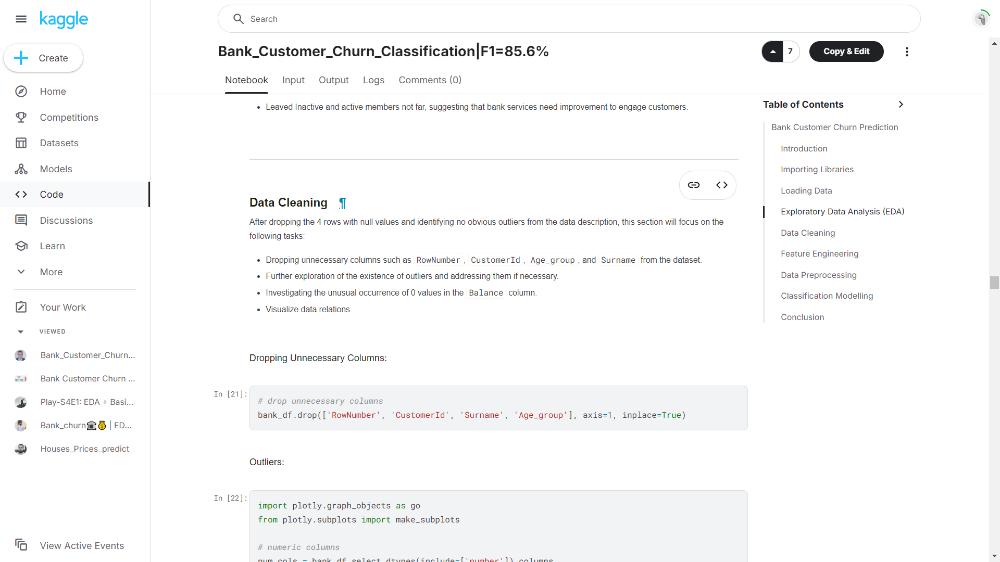 kaggle
Search
Create
Home
Competitions
Datasets
Models
Code
Discussions
Learn
More
Your Work
VIEWED
Bank_Customer_Churn...
Bank Customer Churn ...
Play-S4E1: EDA + Basi...
Bank_churn🏦💰 | ED...
Houses_Prices_predict
View Active Events
Bank_Customer_Churn_Classification|F1=85.6%
7
Copy & Edit
Notebook Input Output Logs Comments (0)
• Leaved Inactive and active members not far, suggesting that bank services need improvement to engage customers.
Data Cleaning ¶
After dropping the 4 rows with null values and identifying no obvious outliers from the data description, this section will focus on the
following tasks:
• Dropping unnecessary columns such as RowNumber, CustomerId, Age_group, and Surname from the dataset.
• Further exploration of the existence of outliers and addressing them if necessary.
• Investigating the unusual occurrence of 0 values in the Balance column.
• Visualize data relations.
Dropping Unnecessary Columns:
In [21]:
# drop unnecessary columns
bank_df.drop(['RowNumber', 'CustomerId', 'Surname', 'Age_group'], axis=1, inplace=True)
Outliers:
In [22]:
import plotly.graph_objects as go
from plotly.subplots import make_subplots
# numeric columns
num_cols = bank_df.select_dtypes(include=['number']).columns
Table of Contents
Bank Customer Churn Prediction
Introduction
Importing Libraries
Loading Data
Exploratory Data Analysis (EDA)
Data Cleaning
Feature Engineering
Data Preprocessing
Classification Modelling
Conclusion